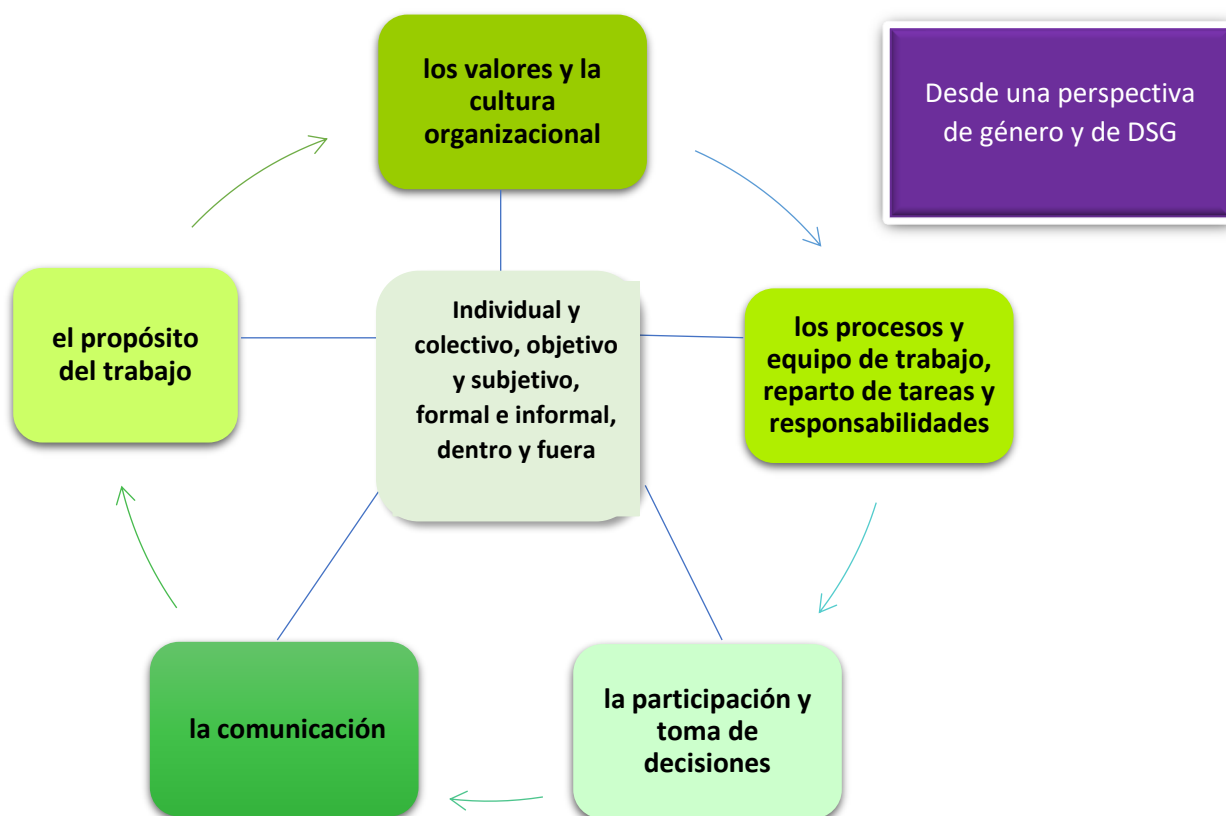 los valores y la
cultura
organizacional
Desde una perspectiva
de género y de DSG
Individual y
colectivo, objetivo
y subjetivo,
formal e informal,
dentro y fuera
el propósito
del trabajo
los procesos y
equipo de trabajo,
reparto de tareas y
responsabilidades
la comunicación
la participación y
toma de
decisiones